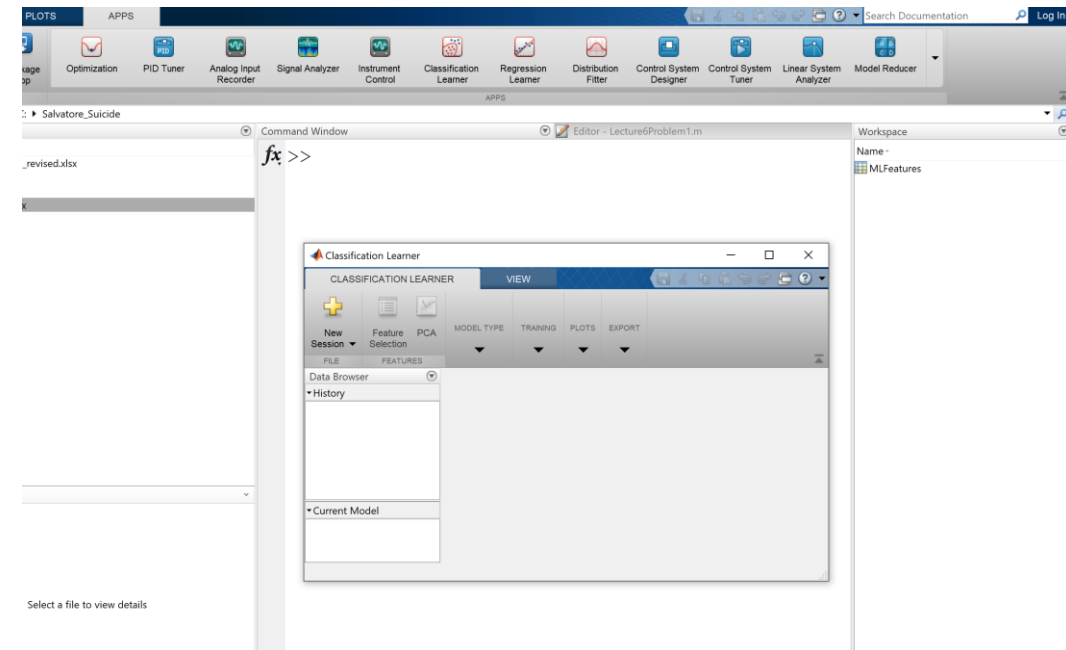 PLOTS APPS Search Documentation Log In
Optimization PID Tuner Analog Input Recorder Signal Analyzer Instrument Control Classification Learner Regression Learner Distribution Fitter Control System Designer Control System Tuner Linear System Analyzer Model Reducer
APPS
Salvatore_Suicide
Command Window
Editor - Lecture6Problem1.m
Workspace
_revised.xlsx
fx >>
Name
MLFeatures
Classification Learner
CLASSIFICATION LEARNER VIEW
New Session
Feature Selection
PCA
MODEL TYPE TRAINING PLOTS EXPORT
FILE FEATURES
Data Browser
History
Current Model
Select a file to view details